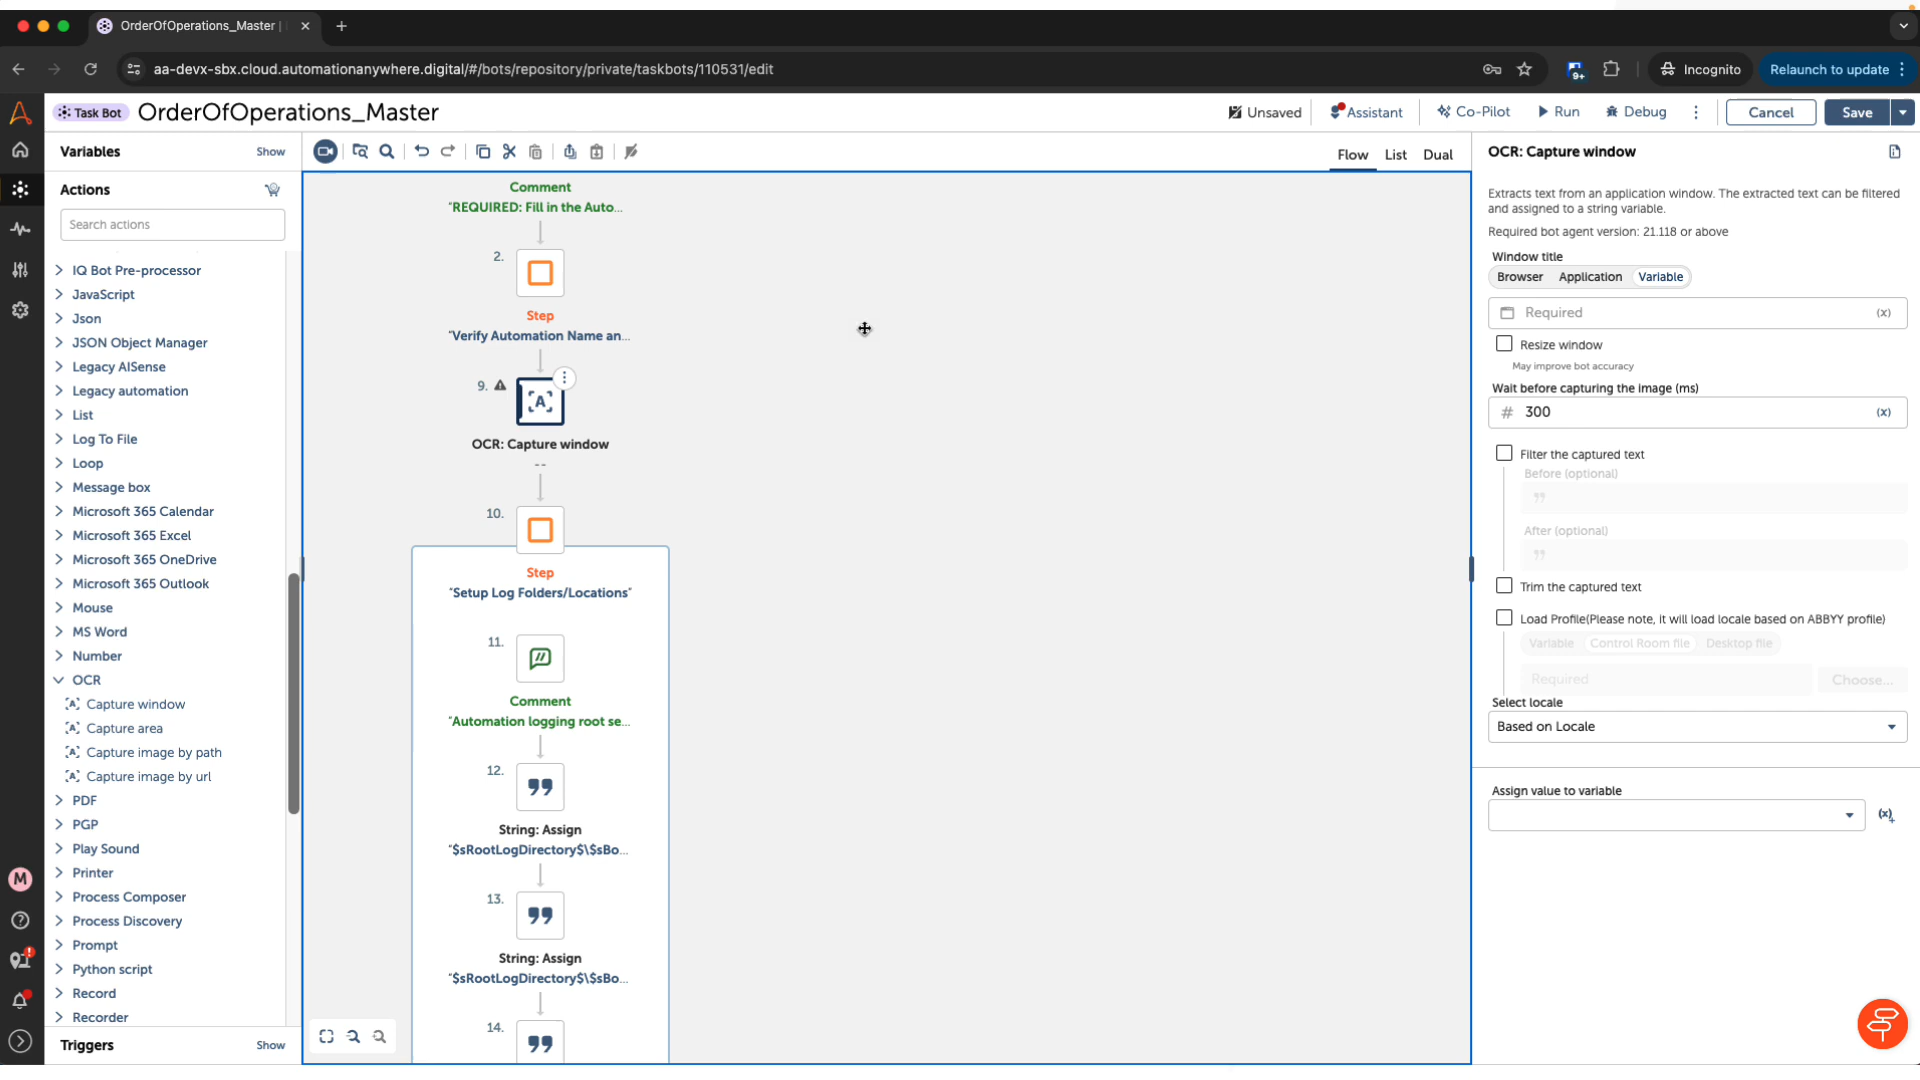 OrderOfOperations_Master |
aa-devx-sbx.cloud.automationanywhere.digital/#/bots/repository/private/taskbots/110531/edit
9+
Incognito
Relaunch to update
Task Bot
OrderOfOperations_Master
Unsaved
Assistant
Co-Pilot
Run
Debug
Cancel
Save
Variables
Show
Actions
Search actions
IQ Bot Pre-processor
JavaScript
Json
JSON Object Manager
Legacy AISense
Legacy automation
List
Log To File
Loop
Message box
Microsoft 365 Calendar
Microsoft 365 Excel
Microsoft 365 OneDrive
Microsoft 365 Outlook
Mouse
MS Word
Number
OCR
Capture window
Capture area
Capture image by path
Capture image by url
PDF
PGP
Play Sound
Printer
Process Composer
Process Discovery
Prompt
Python script
Record
Recorder
Triggers
Show
M
Flow
List
Dual
Comment
"REQUIRED: Fill in the Auto...
2.
Step
"Verify Automation Name an...
9.
[A]
OCR: Capture window
--
10.
Step
"Setup Log Folders/Locations"
11.
Comment
"Automation logging root se...
12.
String: Assign
"$sRootLogDirectory$\$sBo...
13.
String: Assign
"$sRootLogDirectory$\$sBo...
14.
OCR: Capture window
Extracts text from an application window. The extracted text can be filtered
and assigned to a string variable.
Required bot agent version: 21.118 or above
Window title
Browser
Application
Variable
Required
(x)
Resize window
May improve bot accuracy
Wait before capturing the image (ms)
# 300
(x)
Filter the captured text
Before (optional)
After (optional)
Trim the captured text
Load Profile(Please note, it will load locale based on ABBYY profile)
Variable
Control Room file
Desktop file
Required
Choose...
Select locale
Based on Locale
Assign value to variable
(x)+